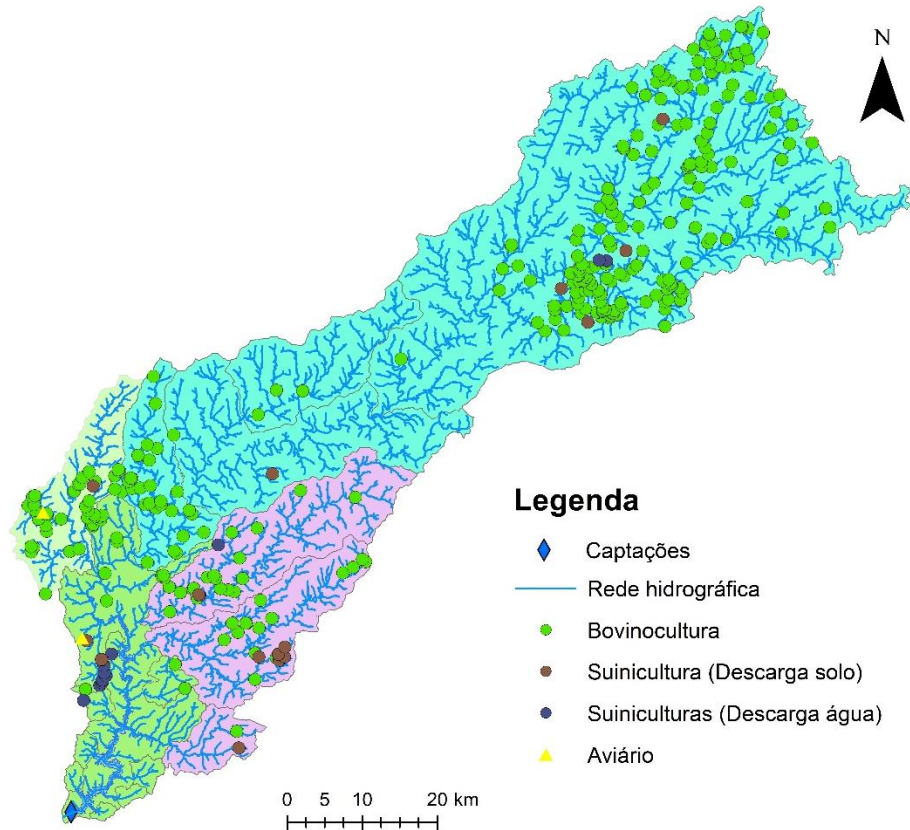 N
Legenda
Captações
Rede hidrográfica
Bovinocultura
Suinicultura (Descarga solo)
Suiniculturas (Descarga água)
Aviário
0 5 10 20 km